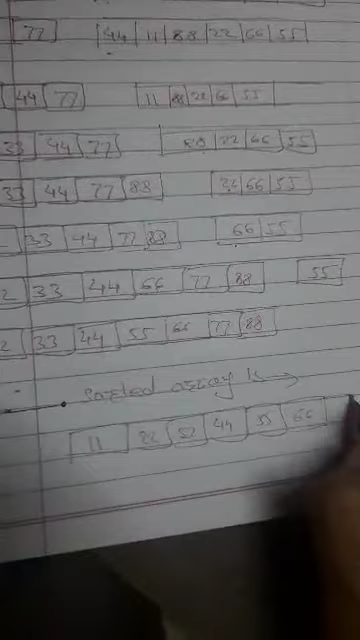 77 44 11 88 22 66 55
44 77 11 88 22 66 55
33 44 77 88 22 66 55
33 44 77 88 22 66 55
33 44 77 88 66 55
2 33 44 66 77 88 55
2 33 44 55 66 77 88
Sorted array is →
11 22 33 44 55 66